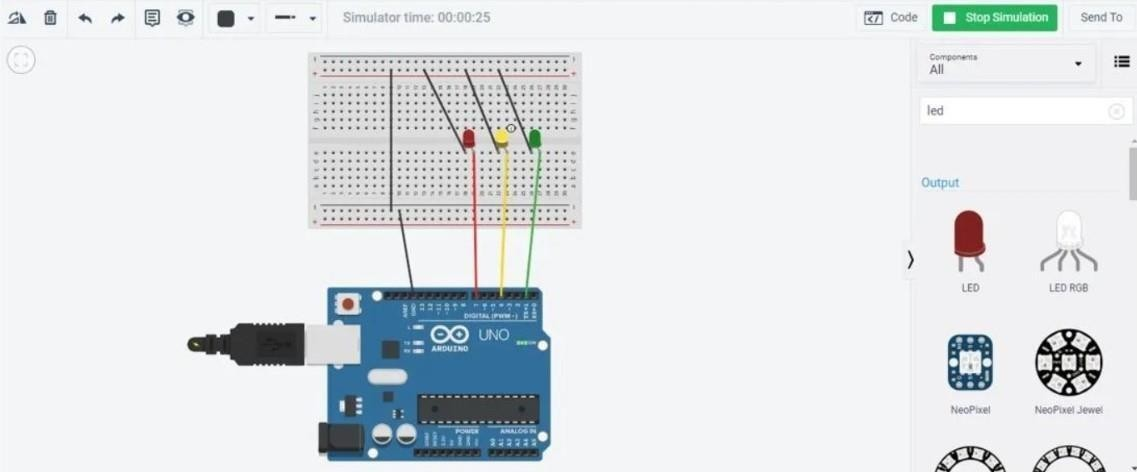 Simulator time: 00:00:25
Code
Stop Simulation
Send To
Components
All
led
Output
LED
LED RGB
NeoPixel
NeoPixel Jewel
DIGITAL (PWM~)
UNO
ARDUINO
POWER
ANALOG IN